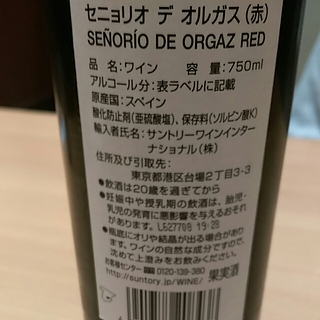 セニョリオ デ オルガス(赤)
SEÑORÍO DE ORGAZ RED
品 名:ワイン 容 量:750ml
アルコール分:表ラベルに記載
原産国:スペイン
酸化防止剤(亜硫酸塩)、保存料(ソルビン酸K)
輸入者氏名:サントリーワインインター
ナショナル(株)
住所及び引取先:
東京都港区台場2丁目3-3
●飲酒は20歳を過ぎてから
●妊娠中や授乳期の飲酒は、胎児・
乳児の発育に悪影響を与えるおそれ
があります。 L627708 19:28
●瓶底にオリや結晶が出る場合があり
ます。ワインの自然な成分ですので、
沈めて上澄みをお飲みください。
お客様センター 0120-139-380
http://suntory.jp/WINE/
果実酒